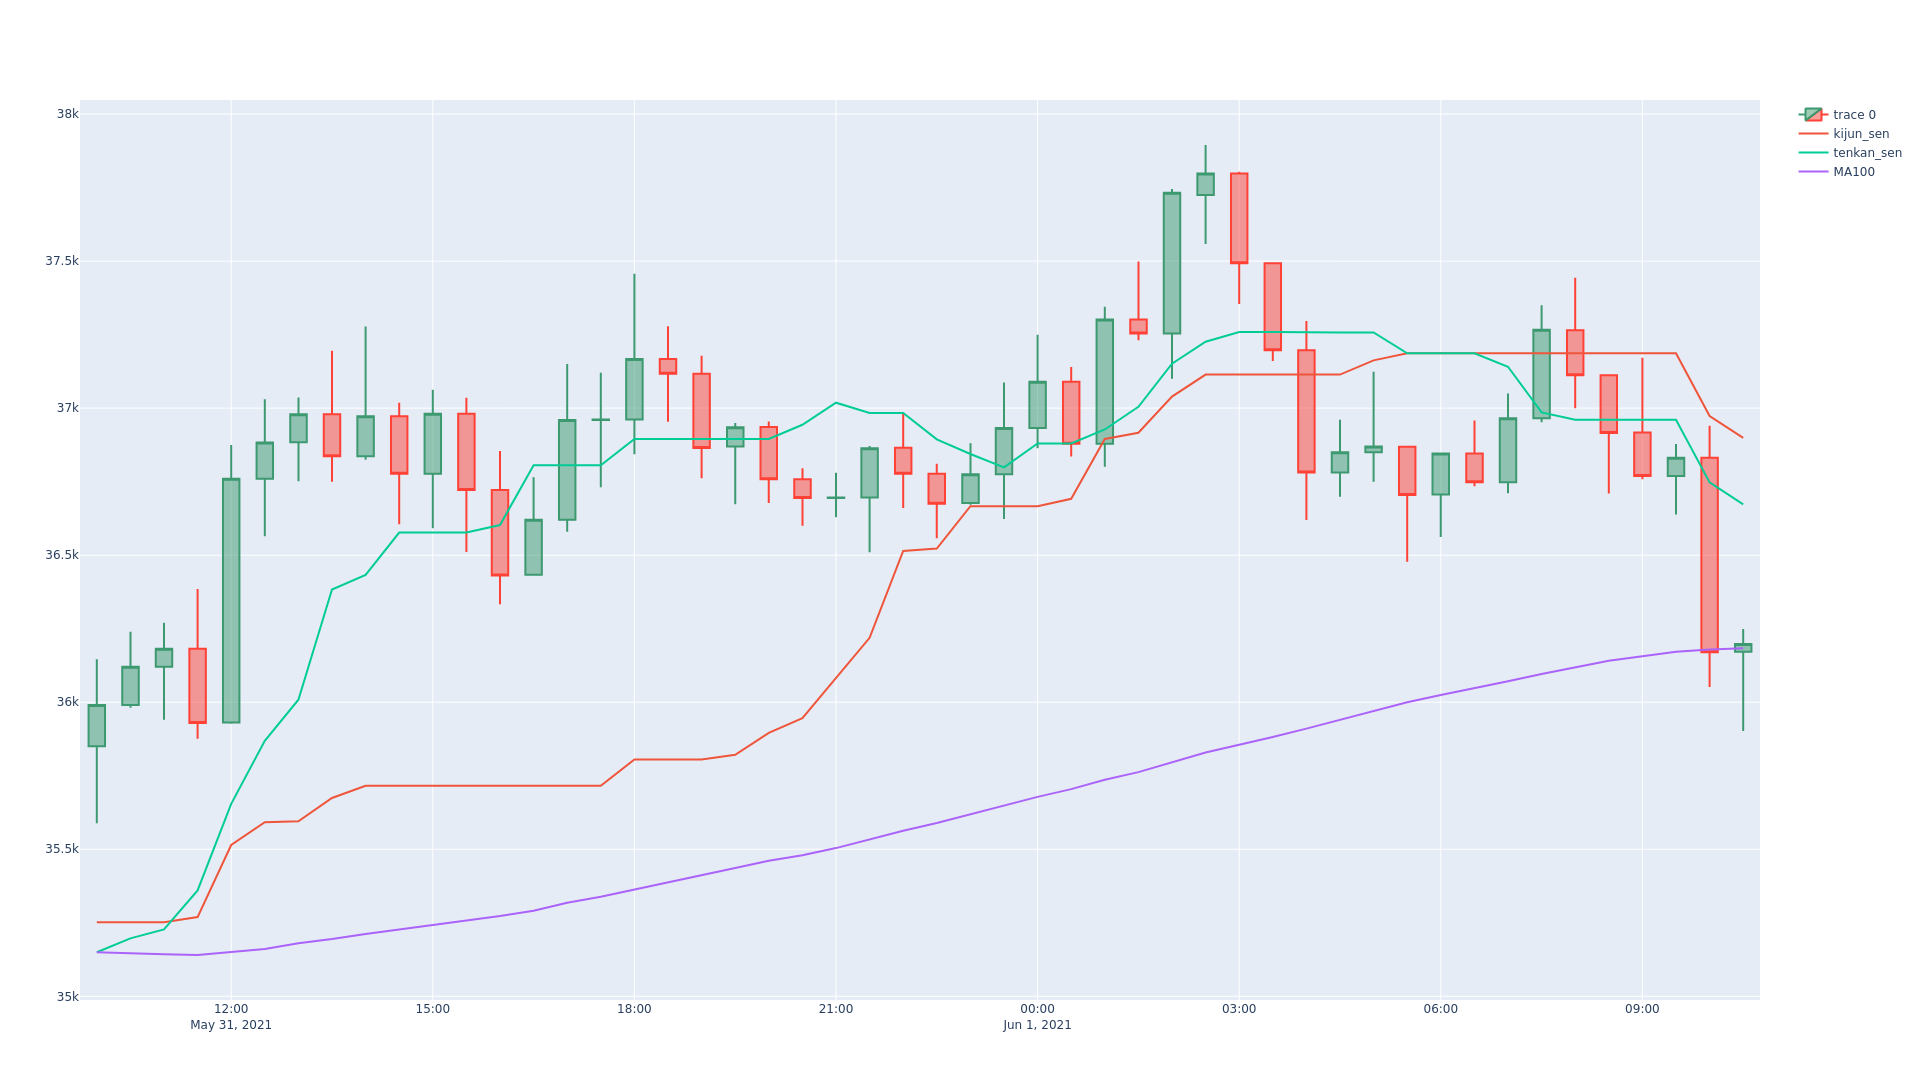 38k
37.5k
37k
36.5k
36k
35.5k
35k
12:00
May 31, 2021
15:00
18:00
21:00
00:00
Jun 1, 2021
03:00
06:00
09:00
trace 0
kijun_sen
tenkan_sen
MA100